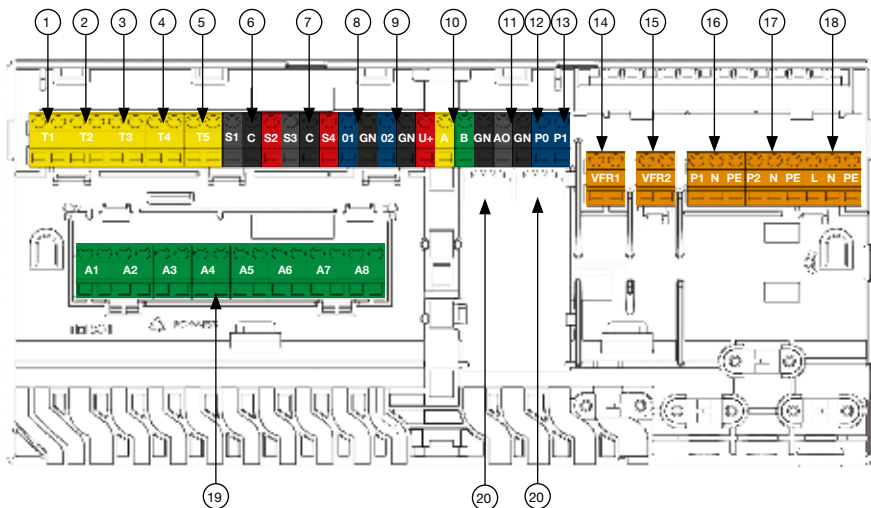 1 2 3 4 5 6 7 8 9 10 11 12 13 14 15 16 17 18
T1 T2 T3 T4 T5 S1 C S2 S3 C S4 01 GN 02 GN U+ A B GN AO GN P0 P1
VFR1 VFR2 P1 N PE P2 N PE L N PE
A1 A2 A3 A4 A5 A6 A7 A8
19 20 20